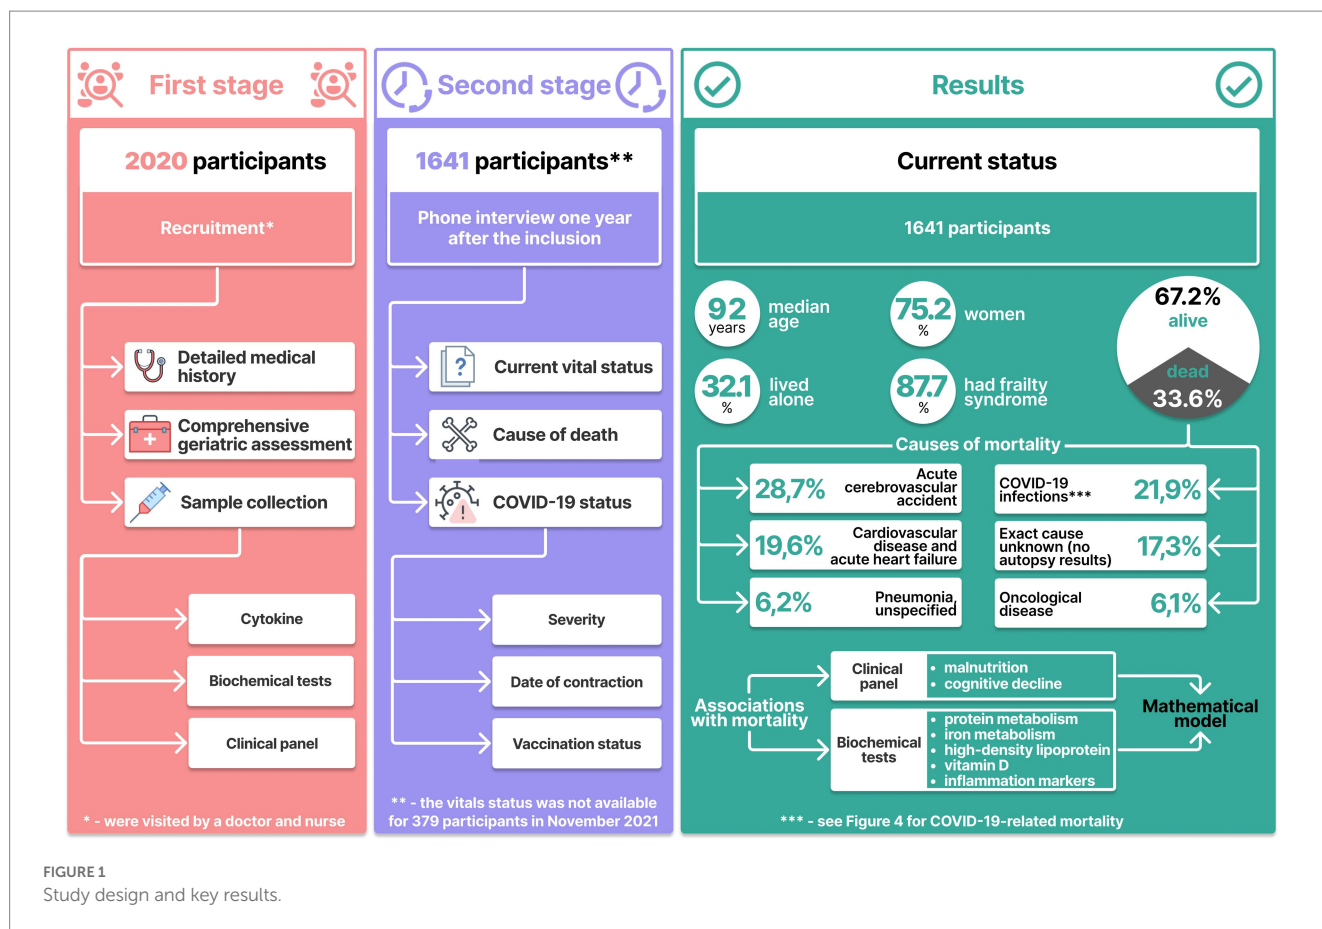 First stage
2020 participants
Recruitment*
Detailed medical
history
Comprehensive
geriatric assessment
Sample collection
Cytokine
Biochemical tests
Clinical panel
* - were visited by a doctor and nurse
Second stage
1641 participants**
Phone interview one year
after the inclusion
?
Current vital status
Cause of death
!
COVID-19 status
Severity
Date of contraction
Vaccination status
** - the vitals status was not available
for 379 participants in November 2021
Results
Current status
1641 participants
92
years
median
age
75.2
%
women
32.1
%
lived
alone
87.7
%
had frailty
syndrome
67.2%
alive
dead
33.6%
Causes of mortality
28,7%
Acute
cerebrovascular
accident
COVID-19
infections***
21,9%
19,6%
Cardiovascular
disease and
acute heart failure
Exact cause
unknown (no
autopsy results)
17,3%
6,2%
Pneumonia,
unspecified
Oncological
disease
6,1%
Associations
with mortality
Clinical
panel
• malnutrition
• cognitive decline
Biochemical
tests
• protein metabolism
• iron metabolism
• high-density lipoprotein
• vitamin D
• inflammation markers
Mathematical
model
*** - see Figure 4 for COVID-19-related mortality
FIGURE 1
Study design and key results.